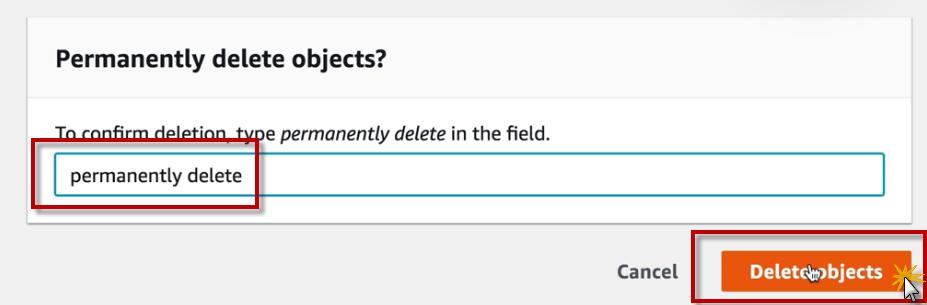 Permanently delete objects?
To confirm deletion, type permanently delete in the field.
permanently delete
Cancel
Delete objects